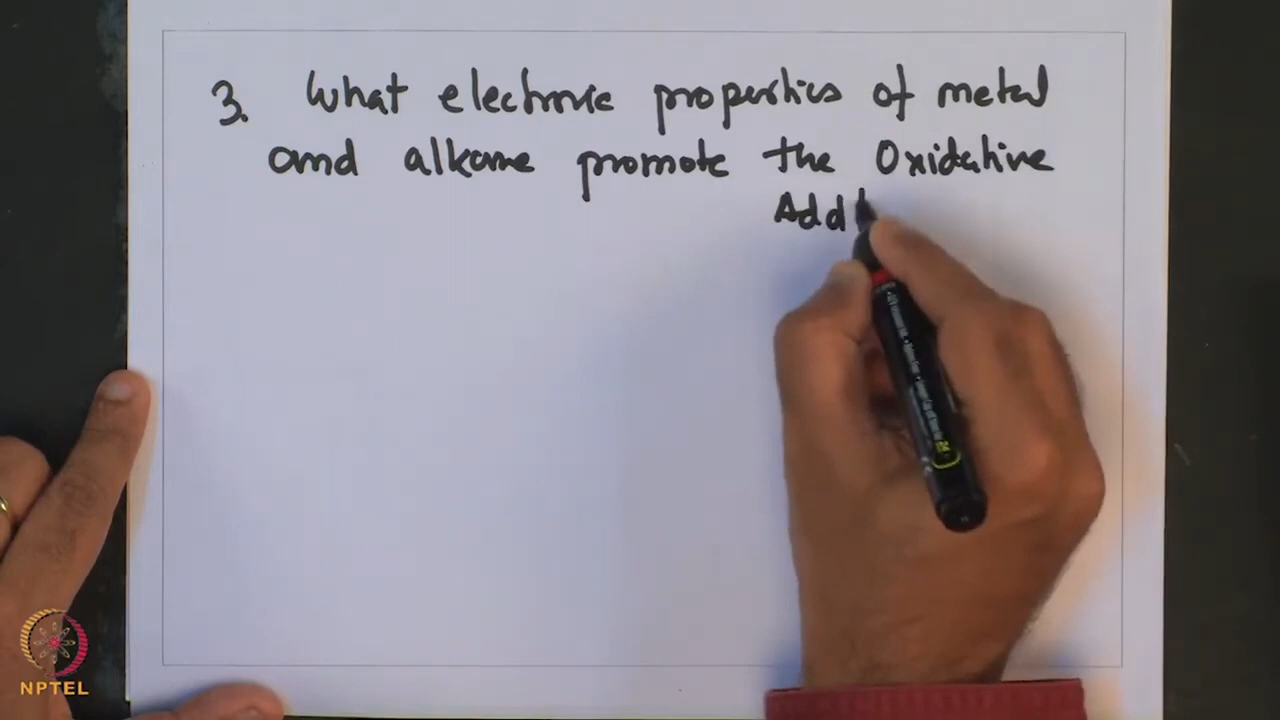 3. What electronic properties of metal
and alkane promote the Oxidative
Add
NPTEL